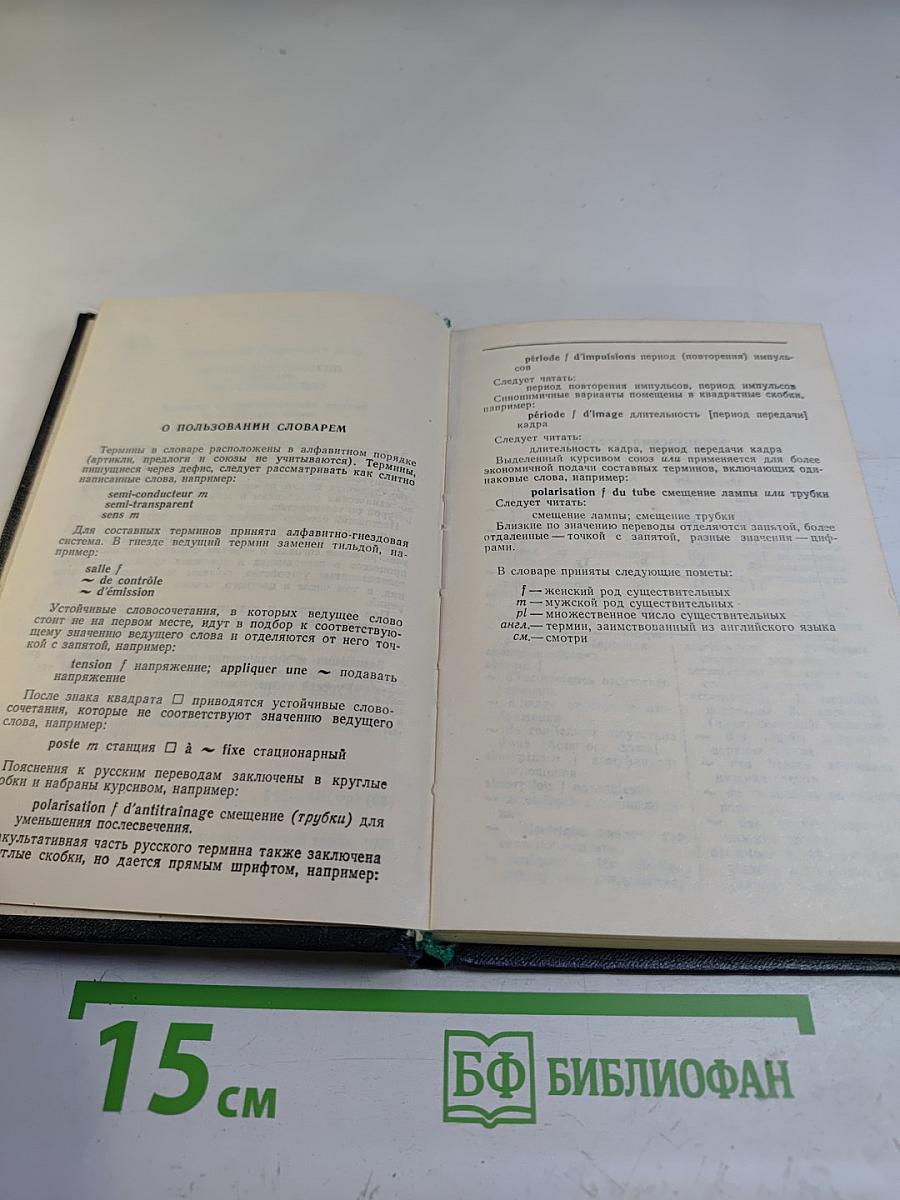 О ПОЛЬЗОВАНИИ СЛОВАРЕМ
Термины в словаре расположены в алфавитном порядке
(артикли, предлоги и союзы не учитываются). Термины,
пишущиеся через дефис, следует рассматривать как слитно
написанные слова, например:
semi-conducteur m
semi-transparent
sens m
Для составных терминов принята алфавитно-гнездовая
система. В гнезде ведущий термин заменен тильдой, на-
пример:
salle f
~ de contrôle
~ d'émission
Устойчивые словосочетания, в которых ведущее слово
стоит не на первом месте, идут в подбор к соответствую-
щему значению ведущего слова и отделяются от него точ-
кой с запятой, например:
tension f напряжение; appliquer une ~ подавать
напряжение
После знака квадрата □ приводятся устойчивые слово-
сочетания, которые не соответствуют значению ведущего
слова, например:
poste m станция □ à ~ fixe стационарный
Пояснения к русским переводам заключены в круглые
обки и набраны курсивом, например:
polarisation f d'antitraînage смещение (трубки) для
уменьшения послесвечения.
культативная часть русского термина также заключена
углые скобки, но дается прямым шрифтом, например:
période f d'impulsions период (повторения) импуль-
сов
Следует читать:
период повторения импульсов, период импульсов
Синонимичные варианты помещены в квадратные скобки,
например:
période f d'image длительность [период передачи]
кадра
Следует читать:
длительность кадра, период передачи кадра
Выделенный курсивом союз или применяется для более
экономичной подачи составных терминов, включающих оди-
наковые слова, например:
polarisation f du tube смещение лампы или трубки
Следует читать:
смещение лампы; смещение трубки
Близкие по значению переводы отделяются запятой, более
отдаленные — точкой с запятой, разные значения — циф-
рами.
В словаре приняты следующие пометы:
f — женский род существительных
m — мужской род существительных
pl — множественное число существительных
англ. — термин, заимствованный из английского языка
см. — смотри
15 см
БФ БИБЛИОФАН